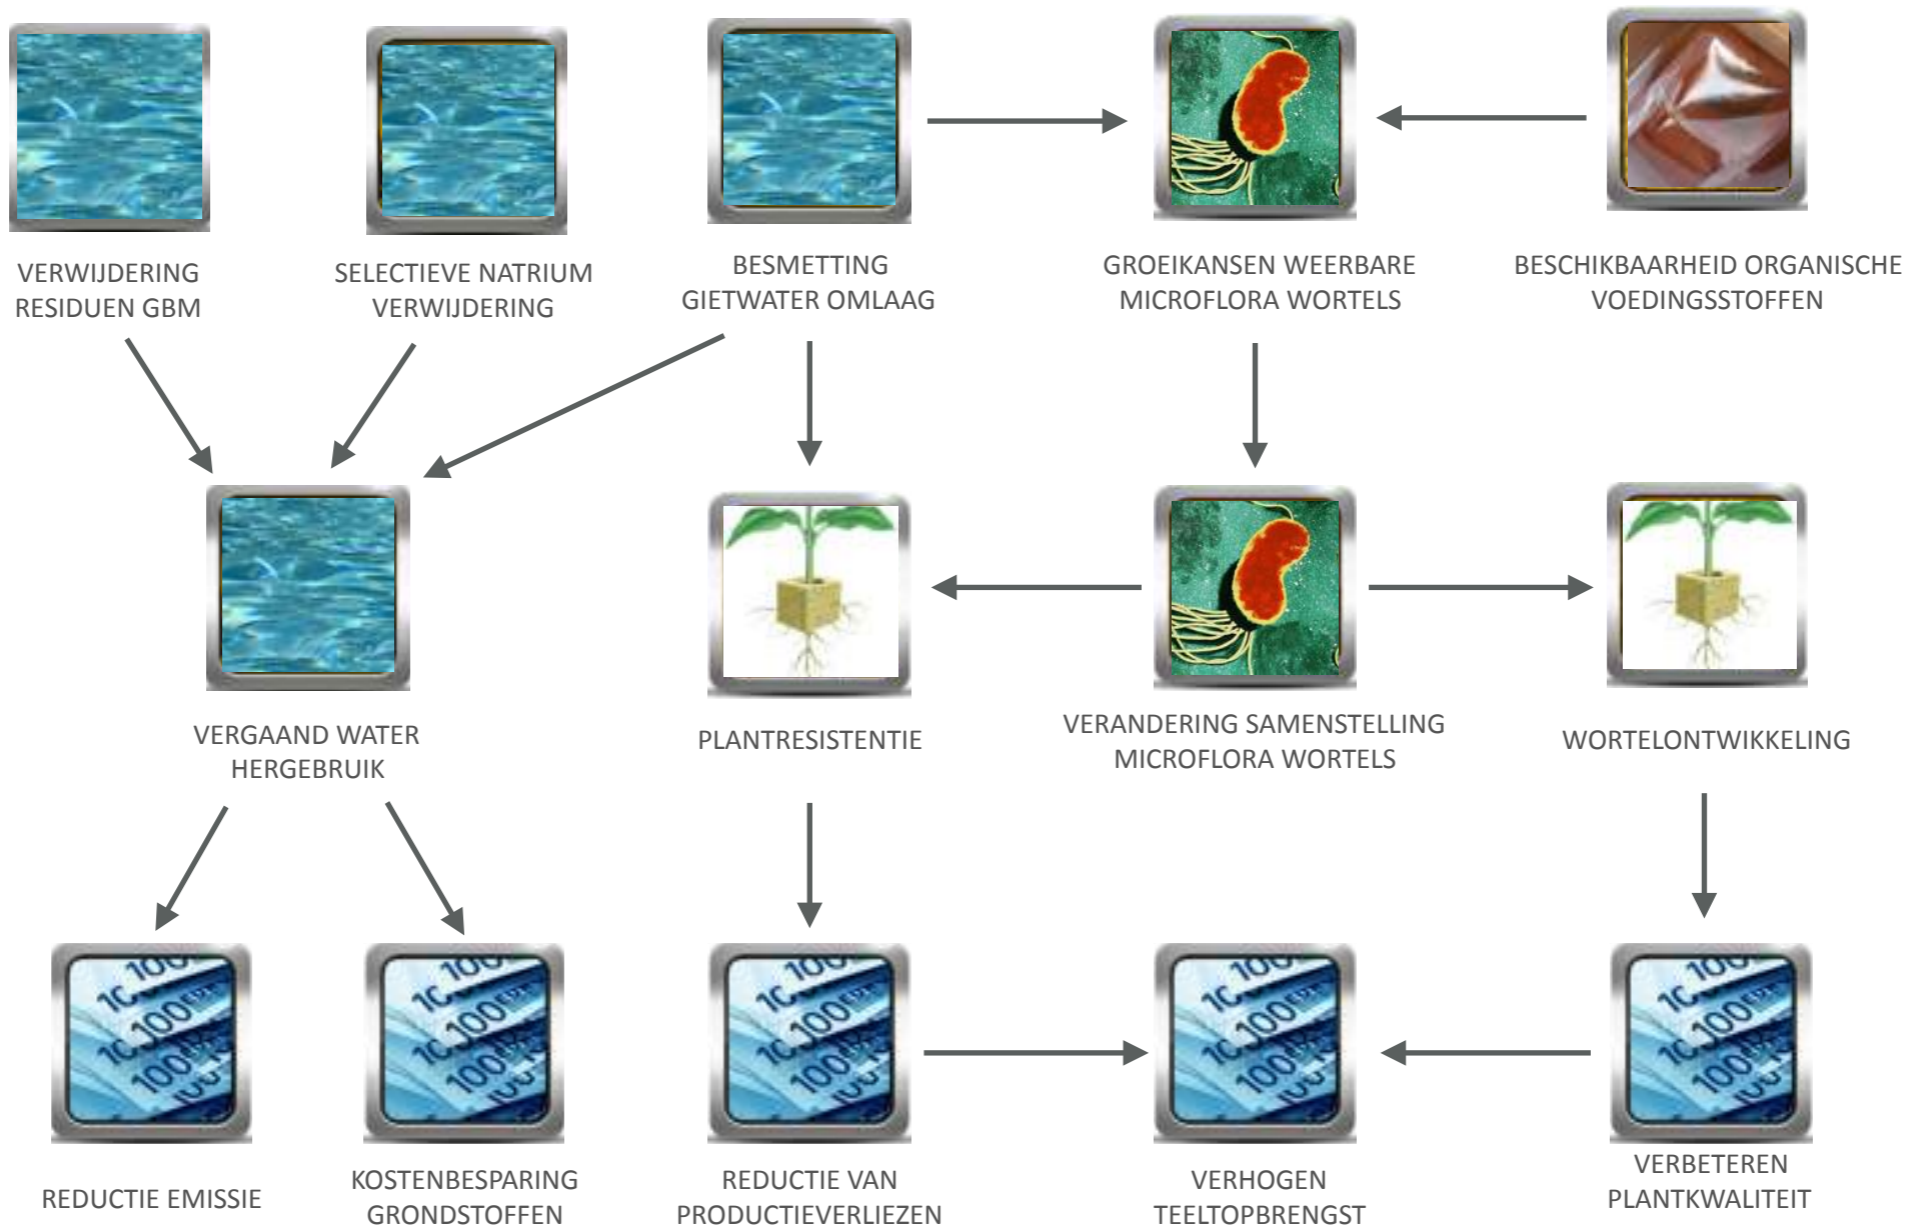 VERWIJDERING
RESIDUEN GBM
SELECTIEVE NATRIUM
VERWIJDERING
BESMETTING
GIETWATER OMLAAG
GROEIKANSEN WEERBARE
MICROFLORA WORTELS
BESCHIKBAARHEID ORGANISCHE
VOEDINGSSTOFFEN
VERGAAND WATER
HERGEBRUIK
PLANTRESISTENTIE
VERANDERING SAMENSTELLING
MICROFLORA WORTELS
WORTELONTWIKKELING
REDUCTIE EMISSIE
KOSTENBESPARING
GRONDSTOFFEN
REDUCTIE VAN
PRODUCTIEVERLIEZEN
VERHOGEN
TEELTOPBRENGST
VERBETEREN
PLANTKWALITEIT